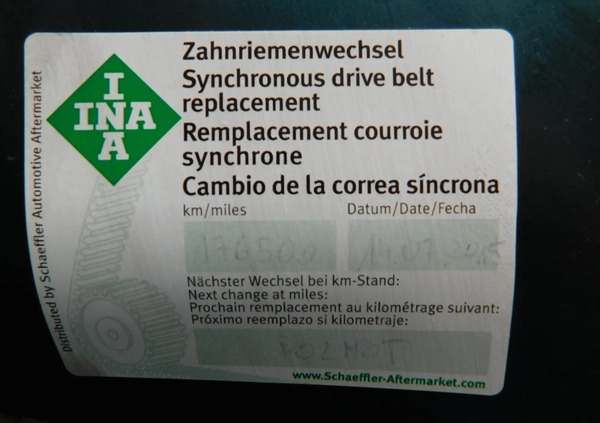 INA
INA
Zahnriemenwechsel
Synchronous drive belt
replacement
Remplacement courroie
synchrone
Cambio de la correa síncrona
km/miles Datum/Date/Fecha
Nächster Wechsel bei km-Stand:
Next change at miles:
Prochain remplacement au kilométrage suivant:
Próximo reemplazo si kilometraje:
www.Schaeffler-Aftermarket.com
Distributed by Schaeffler Automotive Aftermarket